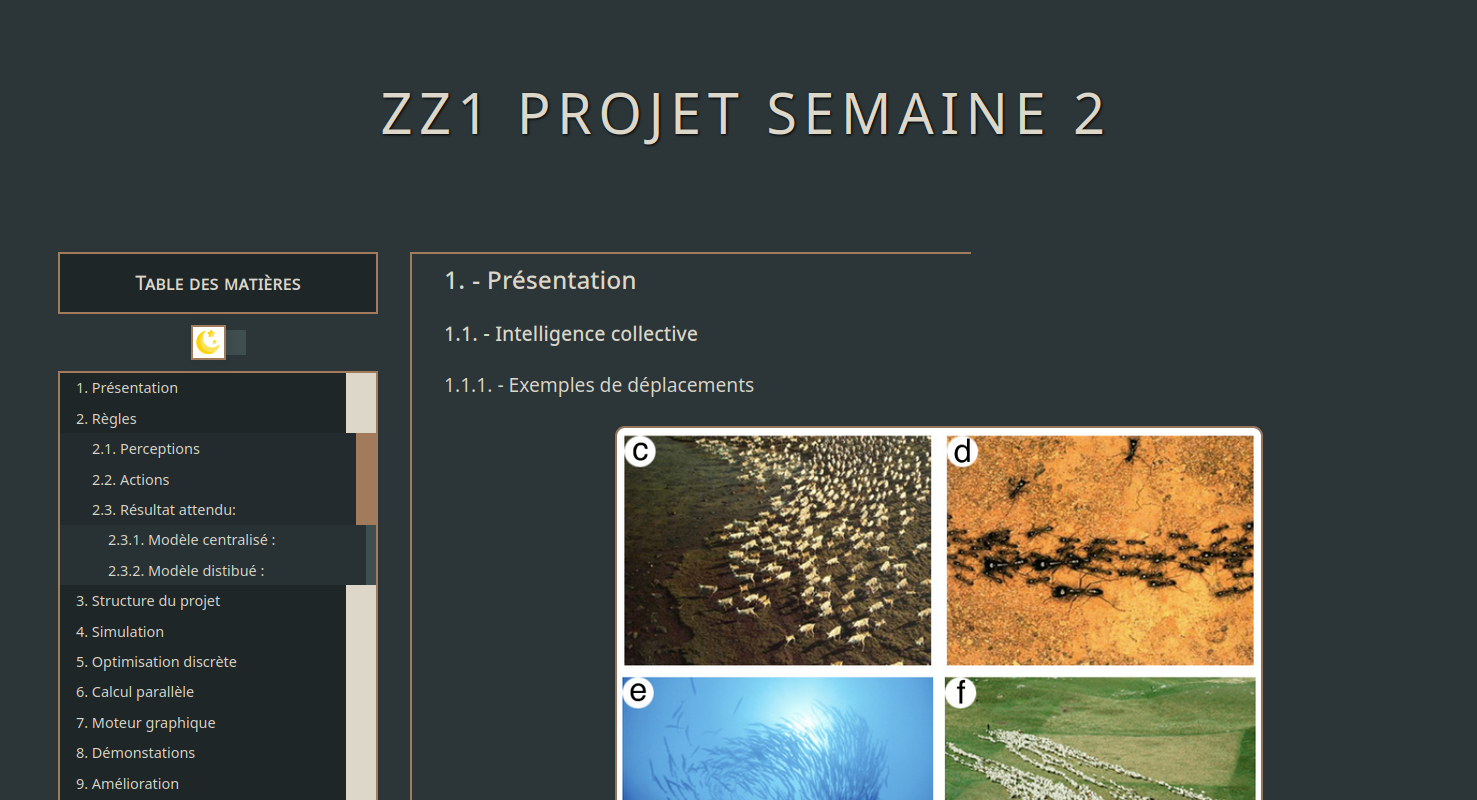 ZZ1 PROJET SEMAINE 2
Table des matières
1. Présentation
2. Règles
2.1. Perceptions
2.2. Actions
2.3. Résultat attendu:
2.3.1. Modèle centralisé :
2.3.2. Modèle distibué :
3. Structure du projet
4. Simulation
5. Optimisation discrète
6. Calcul parallèle
7. Moteur graphique
8. Démonstations
9. Amélioration
1. - Présentation
1.1. - Intelligence collective
1.1.1. - Exemples de déplacements
c
d
e
f